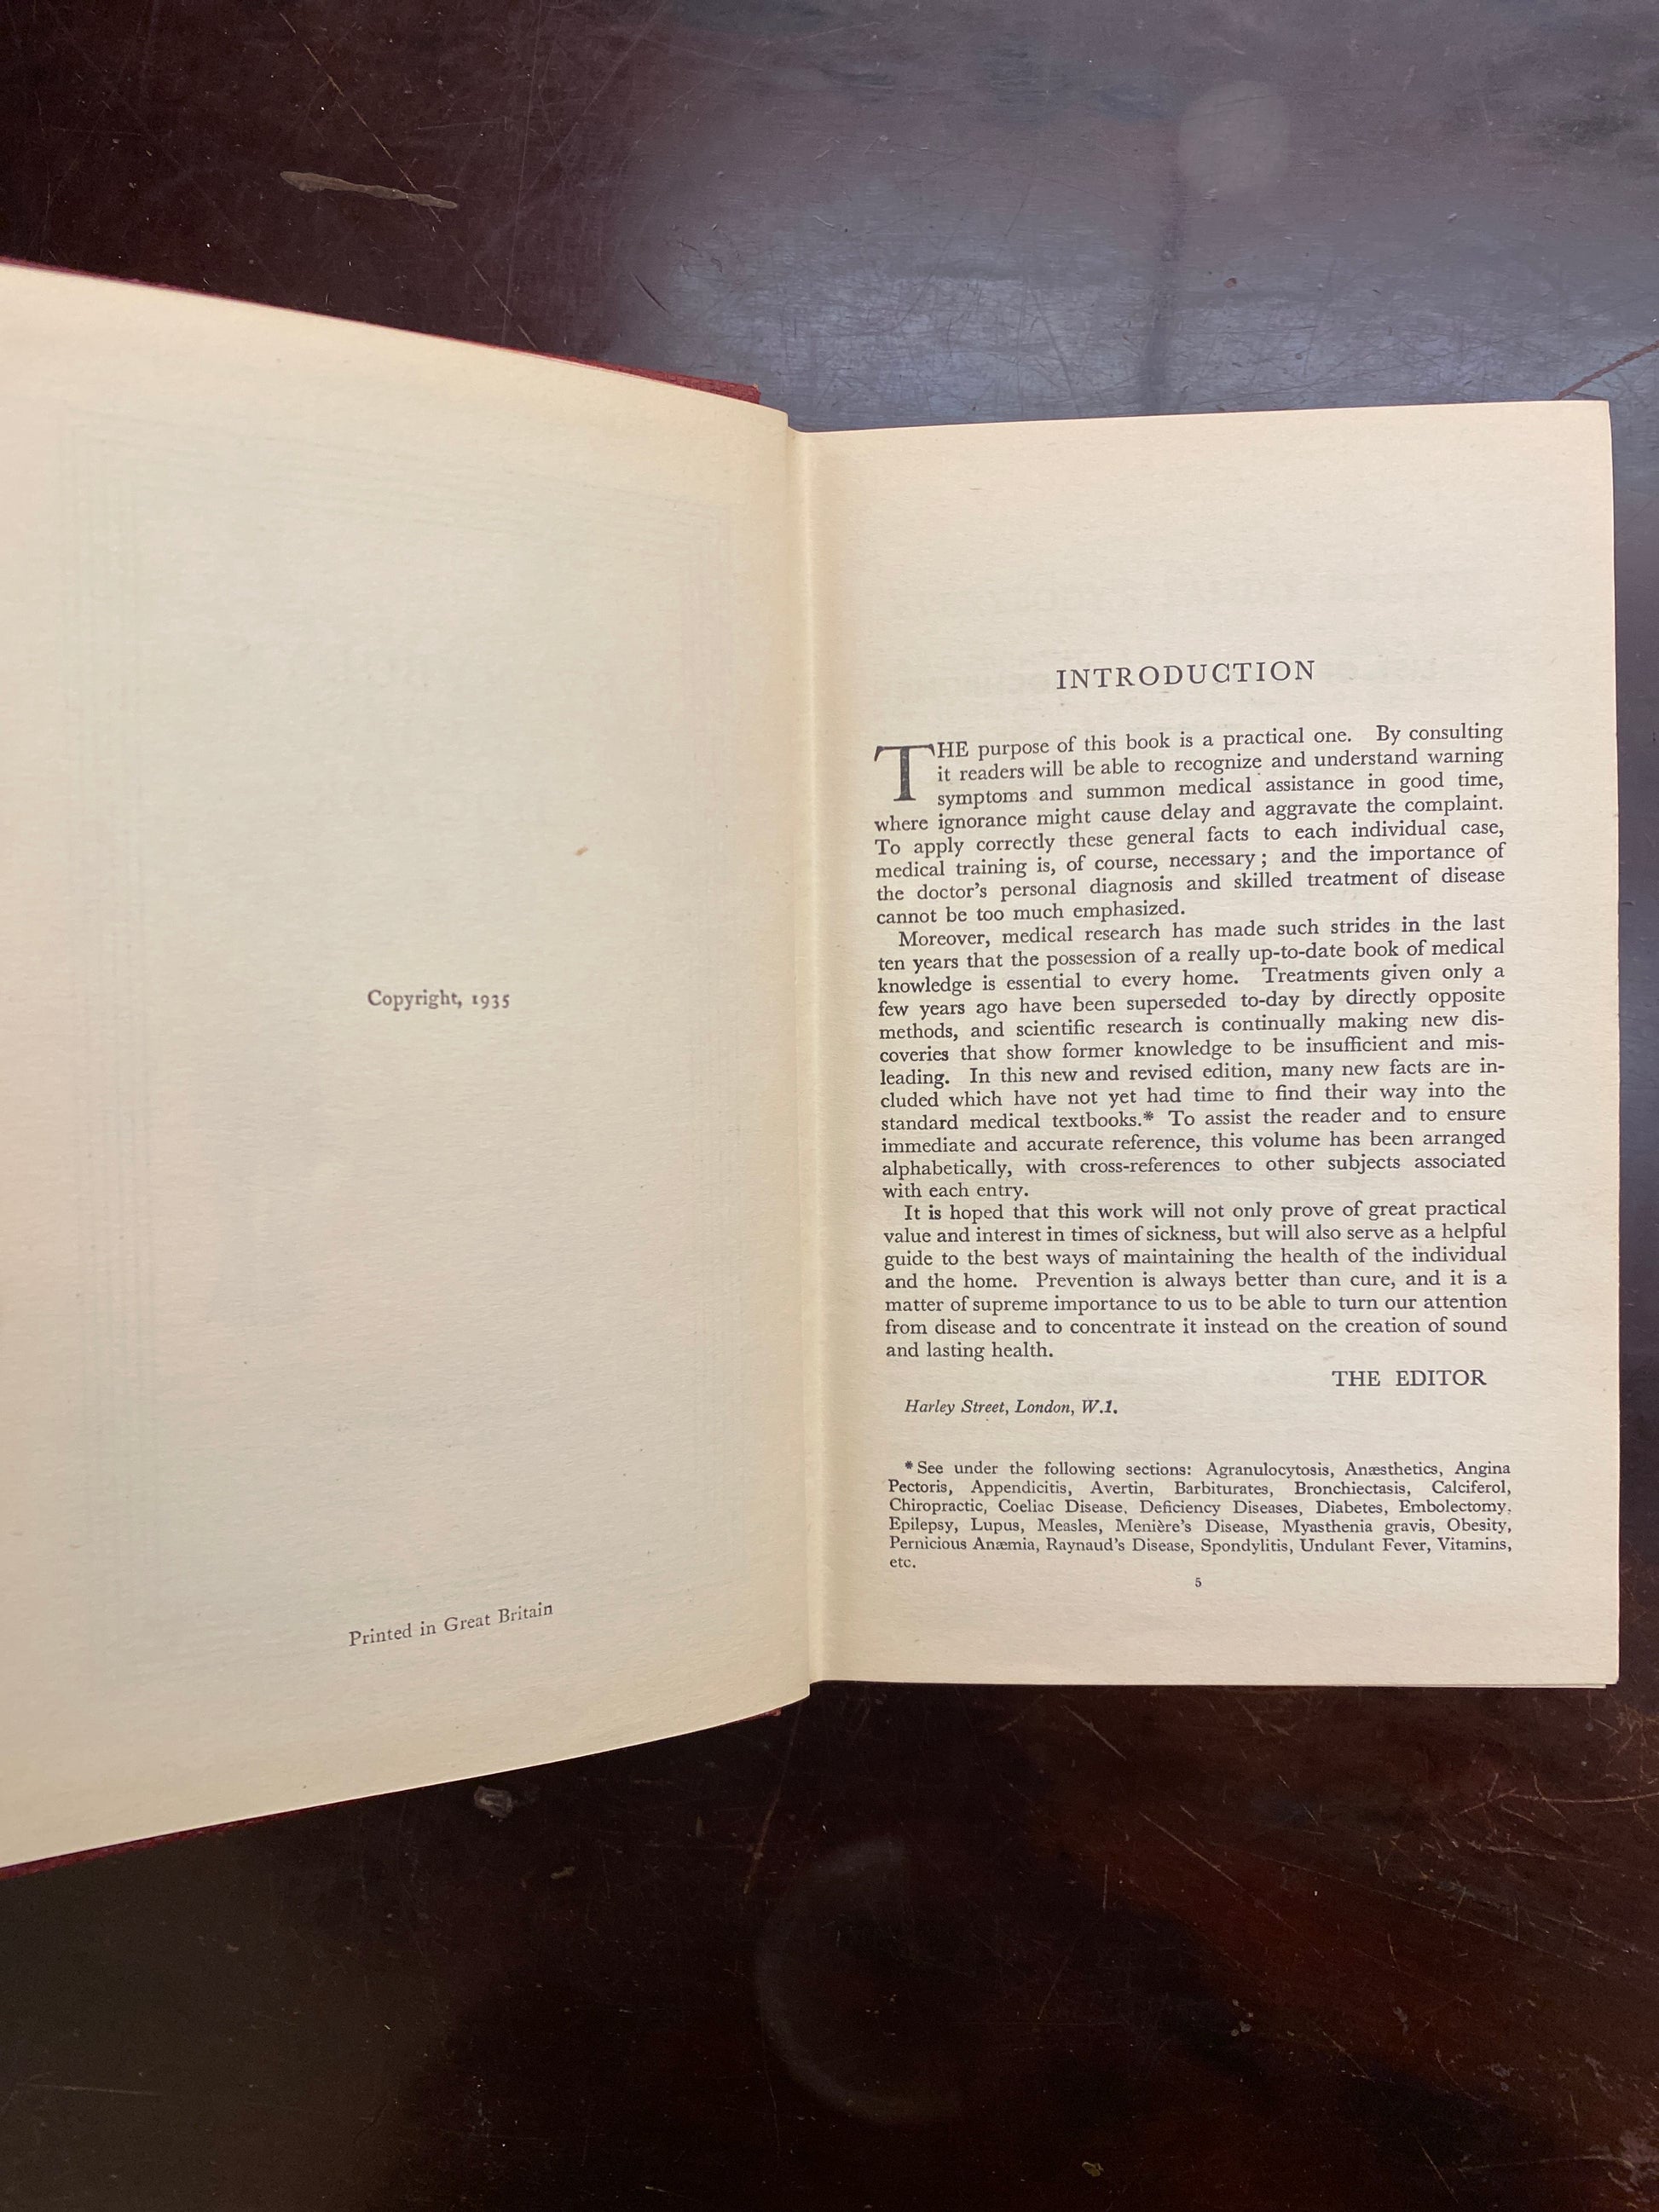 Copyright, 1935
Printed in Great Britain
INTRODUCTION
THE purpose of this book is a practical one. By consulting
it readers will be able to recognize and understand warning
symptoms and summon medical assistance in good time,
where ignorance might cause delay and aggravate the complaint.
To apply correctly these general facts to each individual case,
medical training is, of course, necessary; and the importance of
the doctor's personal diagnosis and skilled treatment of disease
cannot be too much emphasized.
Moreover, medical research has made such strides in the last
ten years that the possession of a really up-to-date book of medical
knowledge is essential to every home. Treatments given only a
few years ago have been superseded to-day by directly opposite
methods, and scientific research is continually making new dis-
coveries that show former knowledge to be insufficient and mis-
leading. In this new and revised edition, many new facts are in-
cluded which have not yet had time to find their way into the
standard medical textbooks.* To assist the reader and to ensure
immediate and accurate reference, this volume has been arranged
alphabetically, with cross-references to other subjects associated
with each entry.
It is hoped that this work will not only prove of great practical
value and interest in times of sickness, but will also serve as a helpful
guide to the best ways of maintaining the health of the individual
and the home. Prevention is always better than cure, and it is a
matter of supreme importance to us to be able to turn our attention
from disease and to concentrate it instead on the creation of sound
and lasting health.
THE EDITOR
Harley Street, London, W.1.
* See under the following sections: Agranulocytosis, Anæsthetics, Angina
Pectoris, Appendicitis, Avertin, Barbiturates, Bronchiectasis, Calciferol,
Chiropractic, Coeliac Disease, Deficiency Diseases, Diabetes, Embolectomy,
Epilepsy, Lupus, Measles, Menière's Disease, Myasthenia gravis, Obesity,
Pernicious Anæmia, Raynaud's Disease, Spondylitis, Undulant Fever, Vitamins,
etc.
5